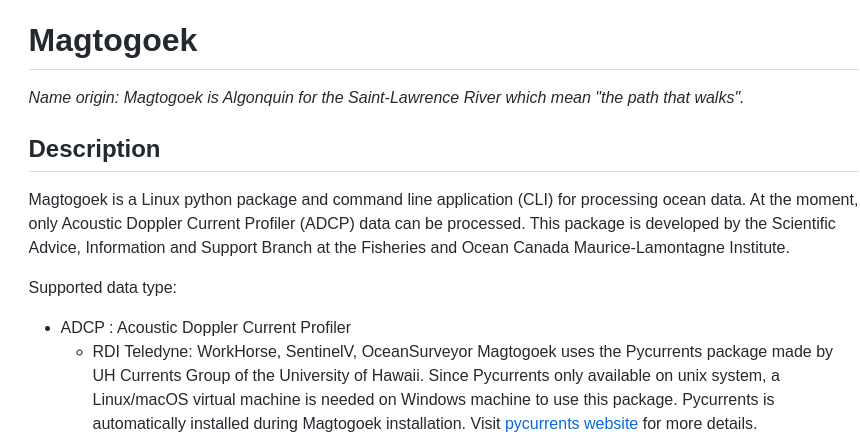 Magtogoek
Name origin: Magtogoek is Algonquin for the Saint-Lawrence River which mean "the path that walks".
Description
Magtogoek is a Linux python package and command line application (CLI) for processing ocean data. At the moment,
only Acoustic Doppler Current Profiler (ADCP) data can be processed. This package is developed by the Scientific
Advice, Information and Support Branch at the Fisheries and Ocean Canada Maurice-Lamontagne Institute.
Supported data type:
• ADCP : Acoustic Doppler Current Profiler
◦ RDI Teledyne: WorkHorse, SentinelV, OceanSurveyor Magtogoek uses the Pycurrents package made by
UH Currents Group of the University of Hawaii. Since Pycurrents only available on unix system, a
Linux/macOS virtual machine is needed on Windows machine to use this package. Pycurrents is
automatically installed during Magtogoek installation. Visit pycurrents website for more details.